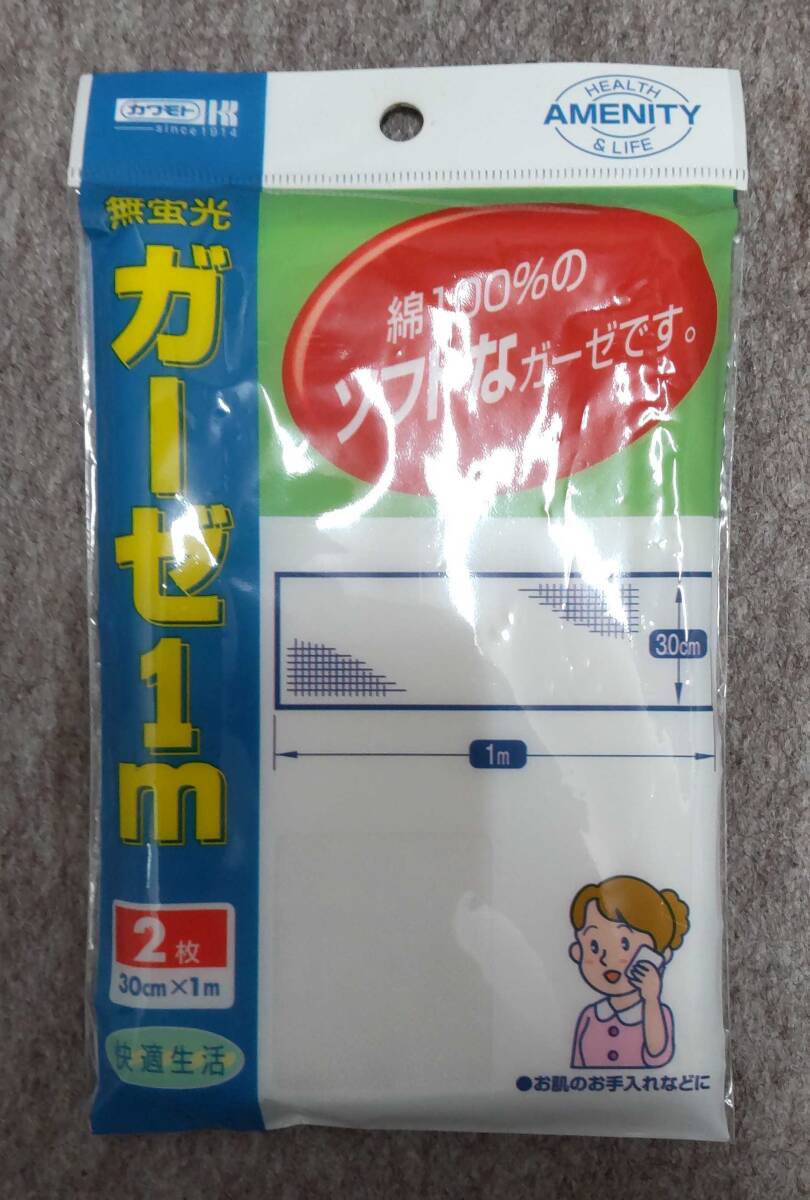 カワモト
since1914
HEALTH
AMENITY
& LIFE
無蛍光
ガーゼ1m
綿100%の
ソフトなガーゼです。
30cm
1m
2枚
30cm×1m
快適生活
●お肌のお手入れなどに